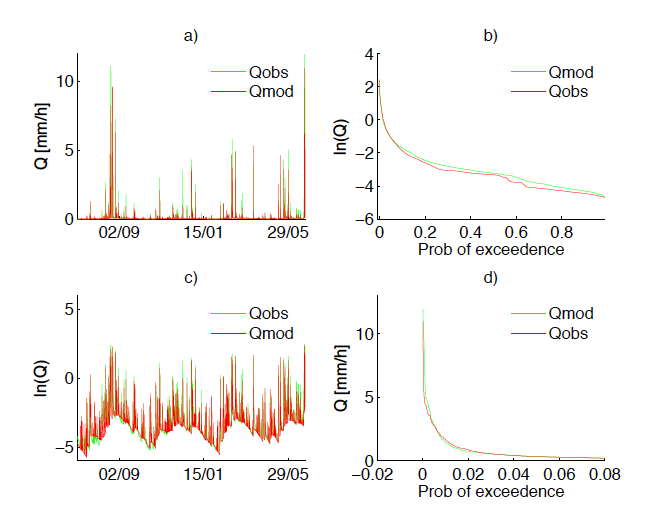 a)
Q [mm/h]
10
5
0
Qobs
Qmod
02/09
15/01
29/05
b)
ln(Q)
4
2
0
−2
−4
−6
Qmod
Qobs
0
0.2
0.4
0.6
0.8
Prob of exceedence
c)
ln(Q)
5
0
−5
Qobs
Qmod
02/09
15/01
29/05
d)
Q [mm/h]
10
5
0
Qmod
Qobs
−0.02
0
0.02
0.04
0.06
0.08
Prob of exceedence